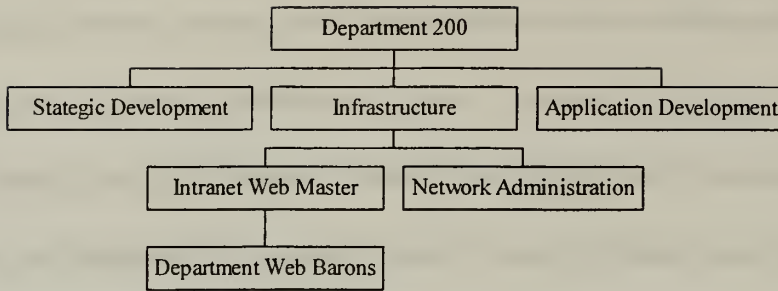 Department 200
Stategic Development
Infrastructure
Application Development
Intranet Web Master
Network Administration
Department Web Barons